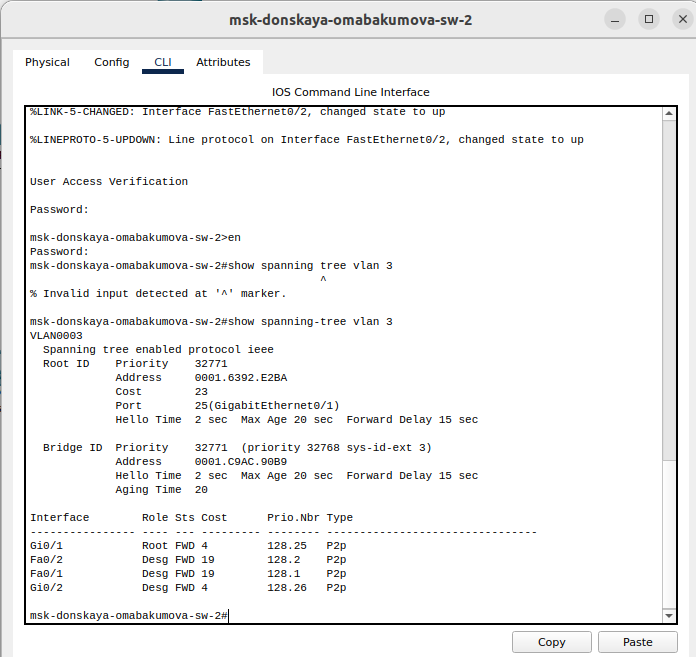 msk-donskaya-omabakumova-sw-2
Physical Config CLI Attributes
IOS Command Line Interface
%LINK-5-CHANGED: Interface FastEthernet0/2, changed state to up
%LINEPROTO-5-UPDOWN: Line protocol on Interface FastEthernet0/2, changed state to up
User Access Verification
Password:
msk-donskaya-omabakumova-sw-2>en
Password:
msk-donskaya-omabakumova-sw-2#show spanning tree vlan 3
^
% Invalid input detected at '^' marker.
msk-donskaya-omabakumova-sw-2#show spanning-tree vlan 3
VLAN0003
Spanning tree enabled protocol ieee
Root ID Priority 32771
Address 0001.6392.E2BA
Cost 23
Port 25(GigabitEthernet0/1)
Hello Time 2 sec Max Age 20 sec Forward Delay 15 sec
Bridge ID Priority 32771 (priority 32768 sys-id-ext 3)
Address 0001.C9AC.90B9
Hello Time 2 sec Max Age 20 sec Forward Delay 15 sec
Aging Time 20
Interface Role Sts Cost Prio.Nbr Type
---------------- ---- --- --------- -------- --------------------------------
Gi0/1 Root FWD 4 128.25 P2p
Fa0/2 Desg FWD 19 128.2 P2p
Fa0/1 Desg FWD 19 128.1 P2p
Gi0/2 Desg FWD 4 128.26 P2p
msk-donskaya-omabakumova-sw-2#
Copy Paste